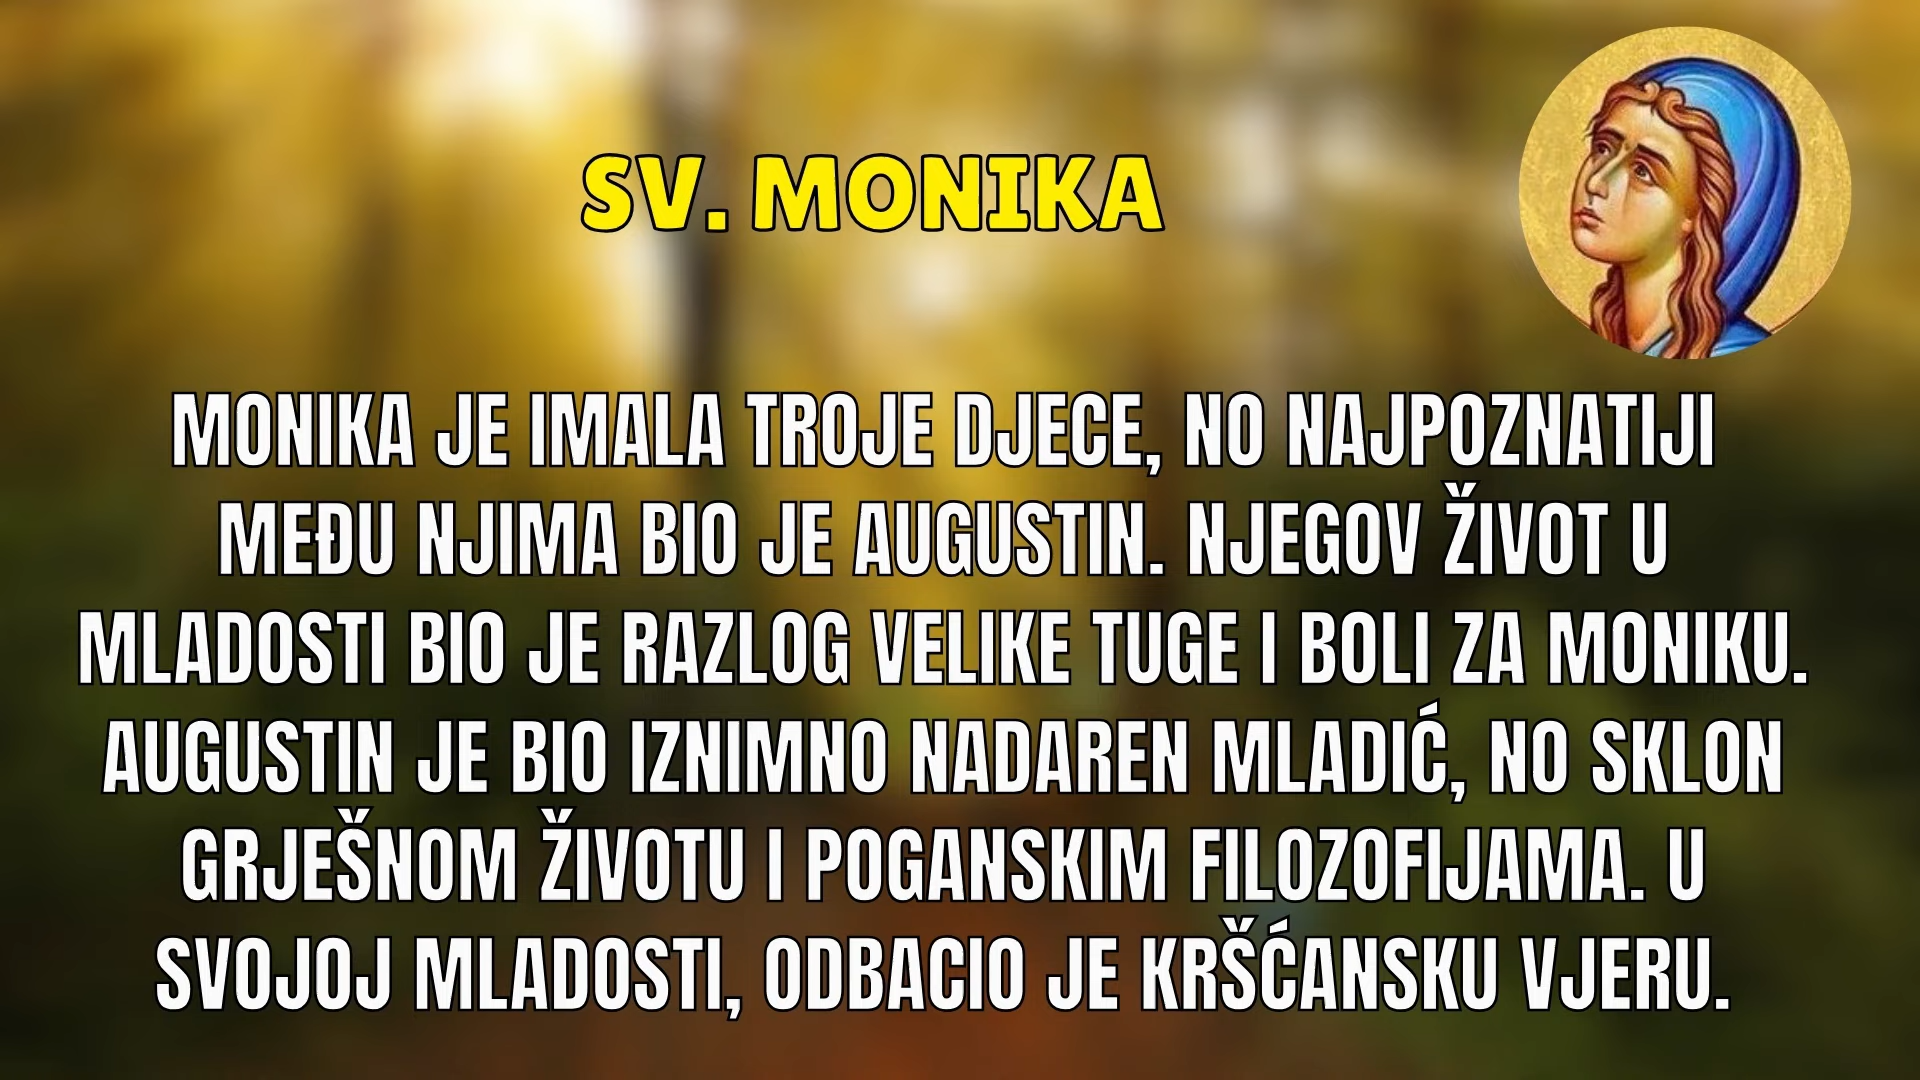 SV. MONIKA
MONIKA JE IMALA TROJE DJECE, NO NAJPOZNATIJI
MEĐU NJIMA BIO JE AUGUSTIN. NJEGOV ŽIVOT U
MLADOSTI BIO JE RAZLOG VELIKE TUGE I BOLI ZA MONIKU.
AUGUSTIN JE BIO IZNIMNO NADAREN MLADIĆ, NO SKLON
GRJEŠNOM ŽIVOTU I POGANSKIM FILOZOFIJAMA. U
SVOJOJ MLADOSTI, ODBACIO JE KRŠĆANSKU VJERU.